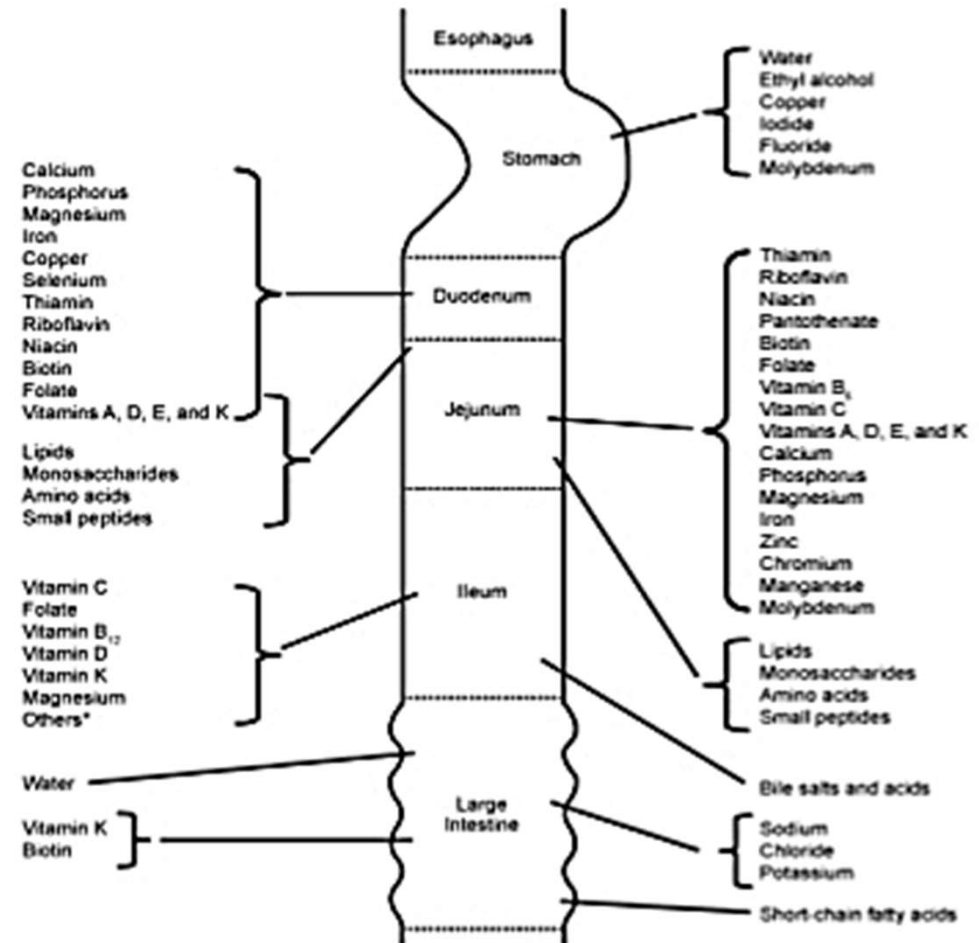 Esophagus
Stomach
Duodenum
Jejunum
Ileum
Large
Intestine
Calcium
Phosphorus
Magnesium
Iron
Copper
Selenium
Thiamin
Riboflavin
Niacin
Biotin
Folate
Vitamins A, D, E, and K
Lipids
Monosaccharides
Amino acids
Small peptides
Vitamin C
Folate
Vitamin B₁₂
Vitamin D
Vitamin K
Magnesium
Others*
Water
Vitamin K
Biotin
Water
Ethyl alcohol
Copper
Iodide
Fluoride
Molybdenum
Thiamin
Riboflavin
Niacin
Pantothenate
Biotin
Folate
Vitamin B₆
Vitamin C
Vitamins A, D, E, and K
Calcium
Phosphorus
Magnesium
Iron
Zinc
Chromium
Manganese
Molybdenum
Lipids
Monosaccharides
Amino acids
Small peptides
Bile salts and acids
Sodium
Chloride
Potassium
Short-chain fatty acids